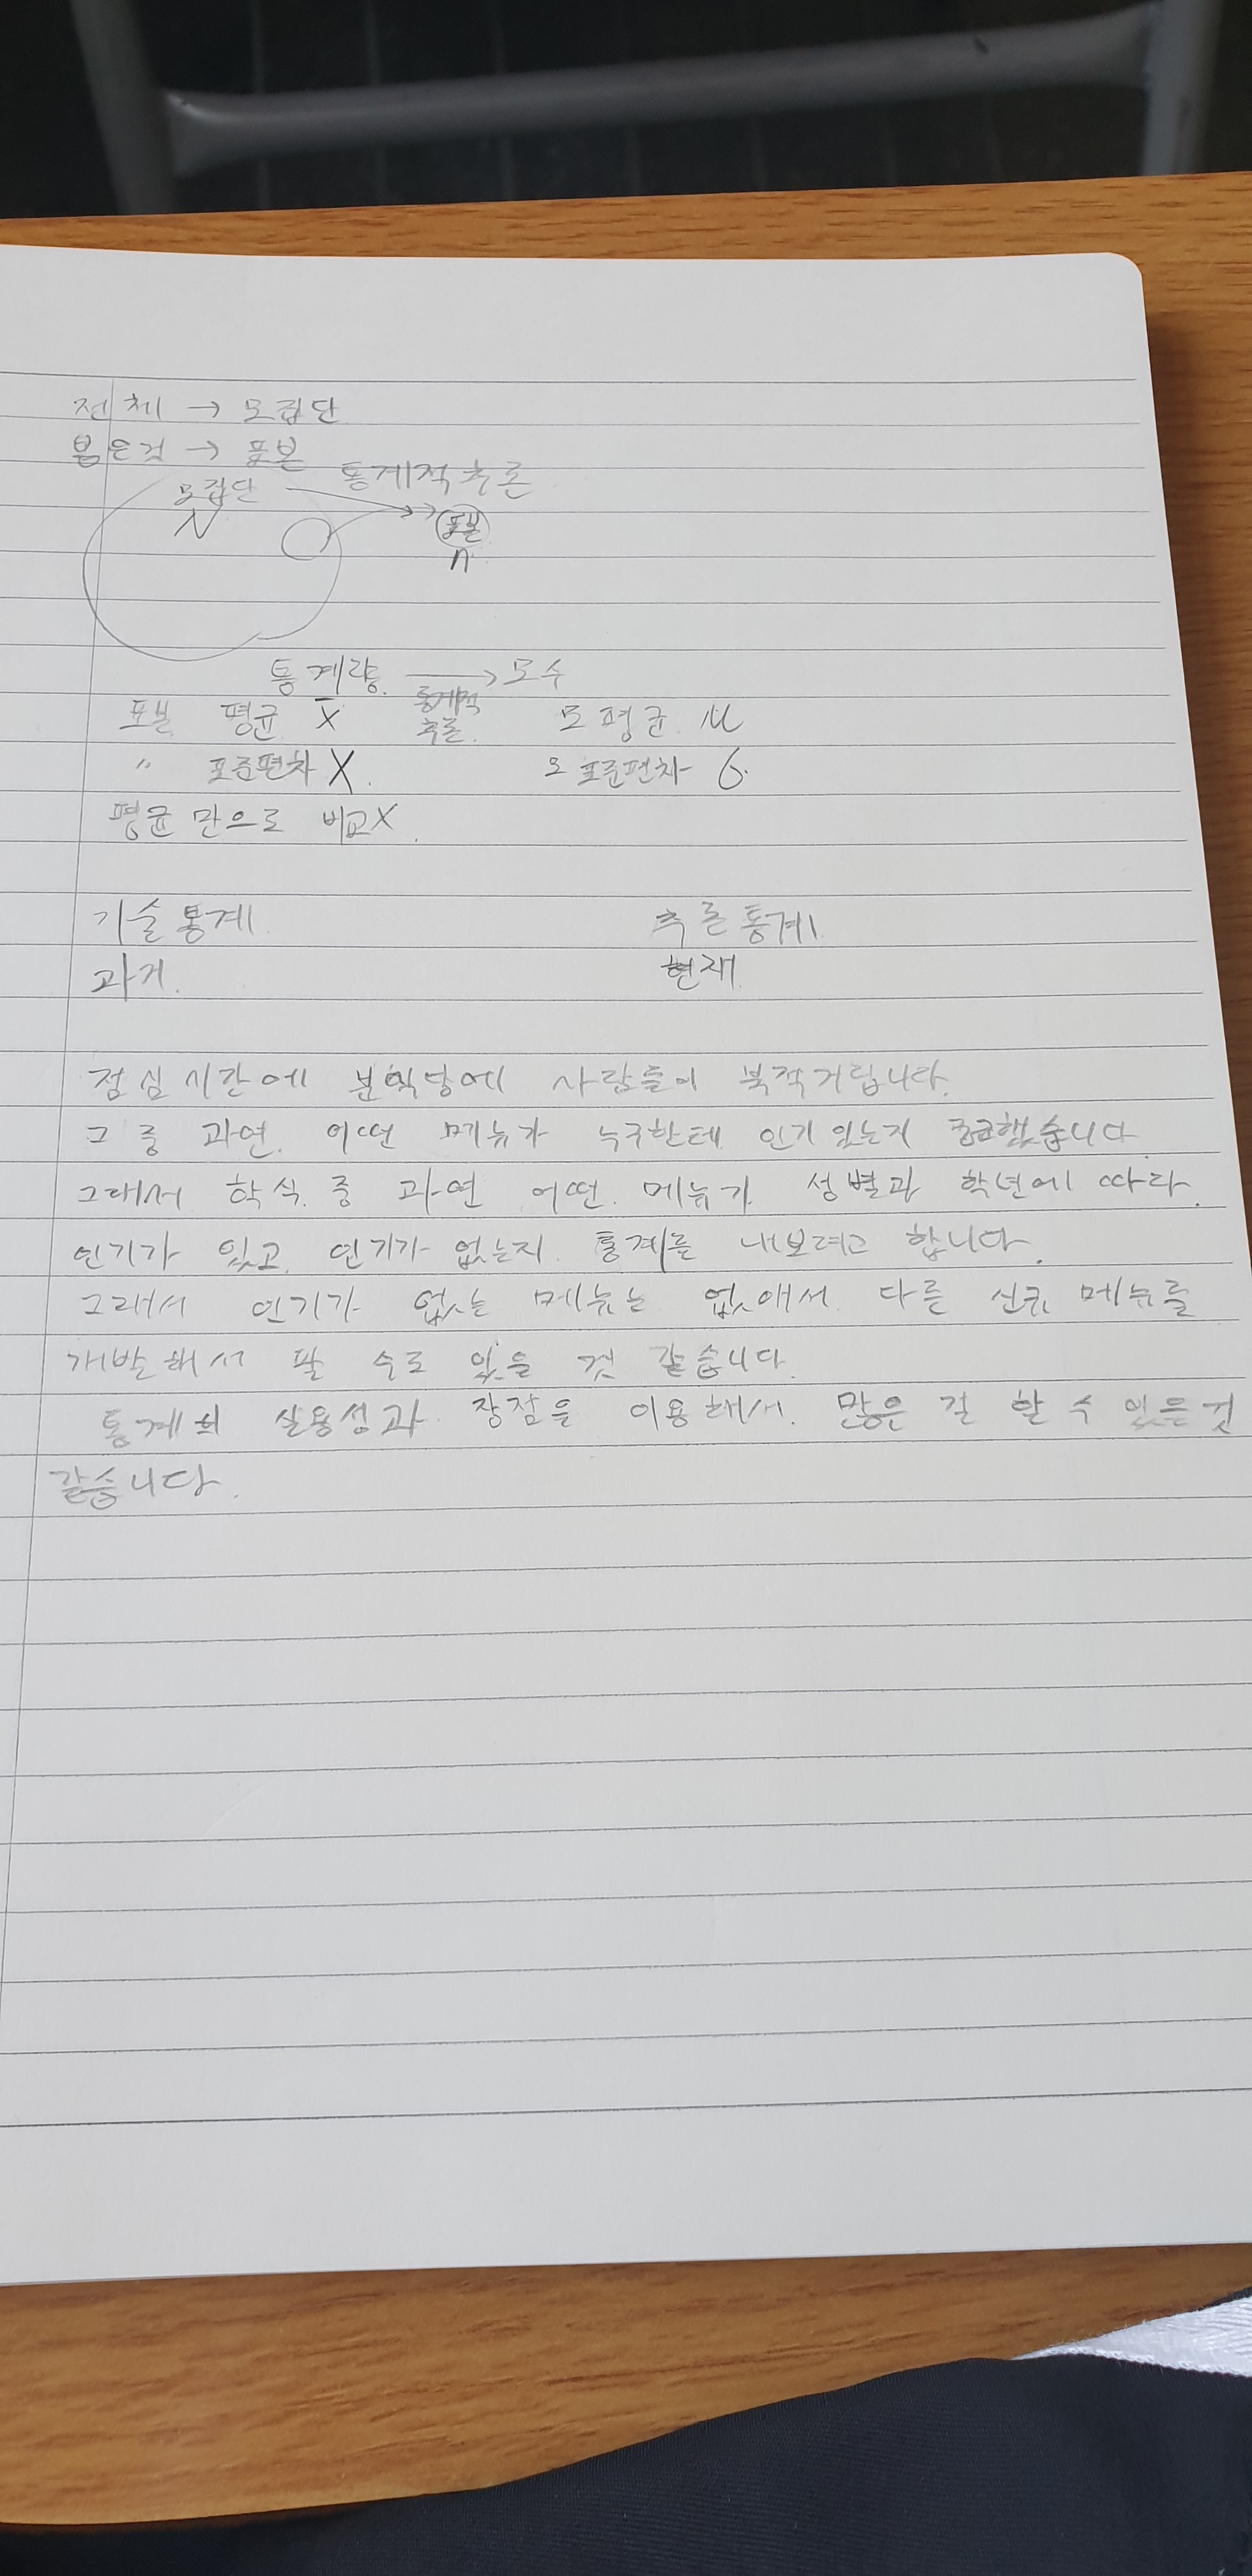 전체 → 모집단
뽑은것 → 표본
통계적추론
모집단
N
표본
n
통계량 → 모수
통계적
추론.
표본 평균 X̄ 모평균 μ
〃 표준편차 X. 모 표준편차 σ.
평균만으로 비교X.
기술통계. 추론통계.
과거. 현재.
점심시간에 분식당에 사람들이 북적거립니다.
그 중 과연. 어떤 메뉴가 누구한테 인기있는지 궁금했습니다
그래서 학식 중 과연 어떤 메뉴가 성별과 학년에 따라.
인기가 있고, 인기가 없는지. 통계를 내보려고 합니다.
그래서 인기가 없는 메뉴는 없애서. 다른 신규 메뉴를
개발해서 팔 수도 있을 것 같습니다.
통계의 실용성과 장점을 이용해서. 많은 걸 할 수 있을것
같습니다.